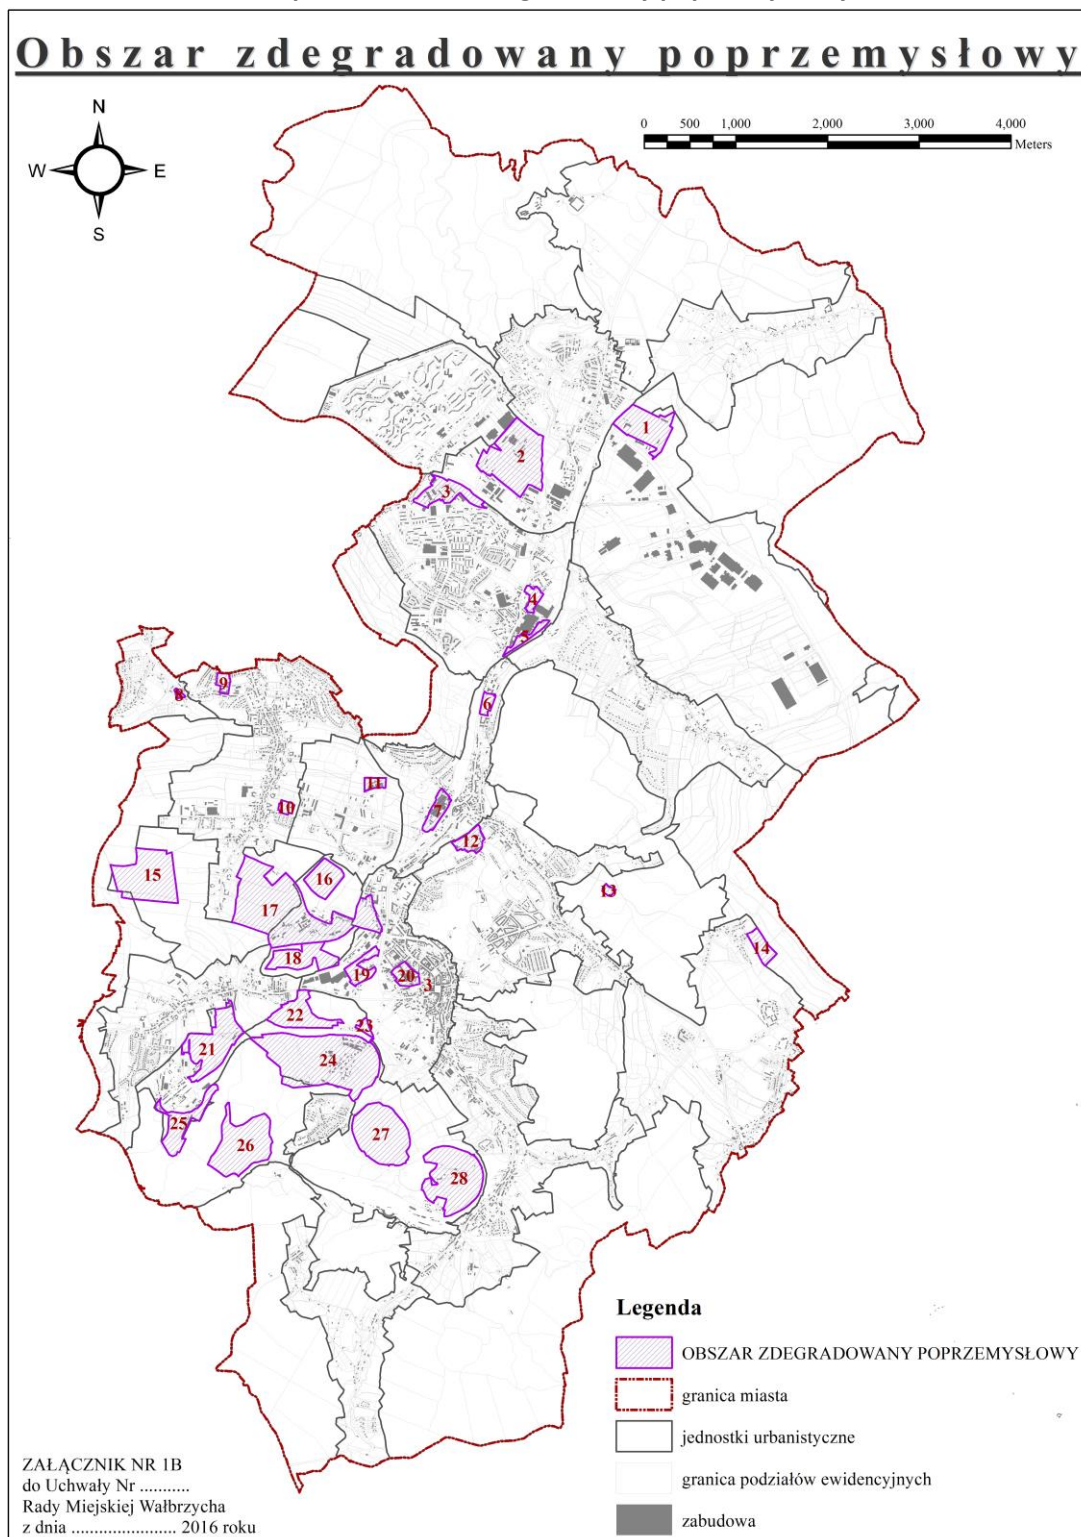 Obszar zdegradowany poprzemysłowy
N
W E
S
0 500 1,000 2,000 3,000 4,000
Meters
1
2
3
4
5
6
7
8
9
10
11
12
13
14
15
16
17
18
19
20
3
21
22
23
24
25
26
27
28
Legenda
OBSZAR ZDEGRADOWANY POPRZEMYSŁOWY
granica miasta
jednostki urbanistyczne
granica podziałów ewidencyjnych
zabudowa
ZAŁĄCZNIK NR 1B
do Uchwały Nr ...........
Rady Miejskiej Wałbrzycha
z dnia ........................ 2016 roku